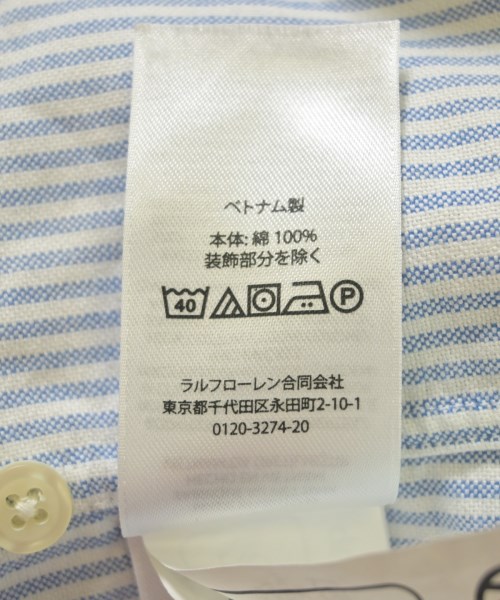 ベトナム製
本体: 綿 100%
装飾部分を除く
40 P
ラルフローレン合同会社
東京都千代田区永田町2-10-1
0120-3274-20